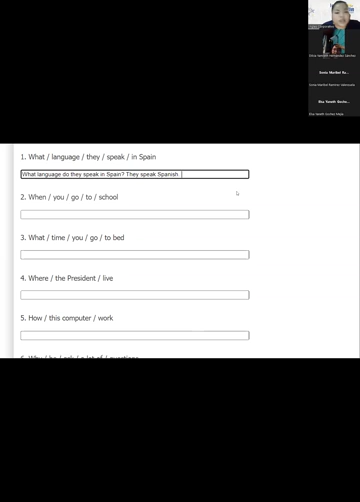 1. What / language / they / speak / in Spain
What language do they speak in Spain? They speak Spanish.
2. When / you / go / to / school
3. What / time / you / go / to bed
4. Where / the President / live
5. How / this computer / work